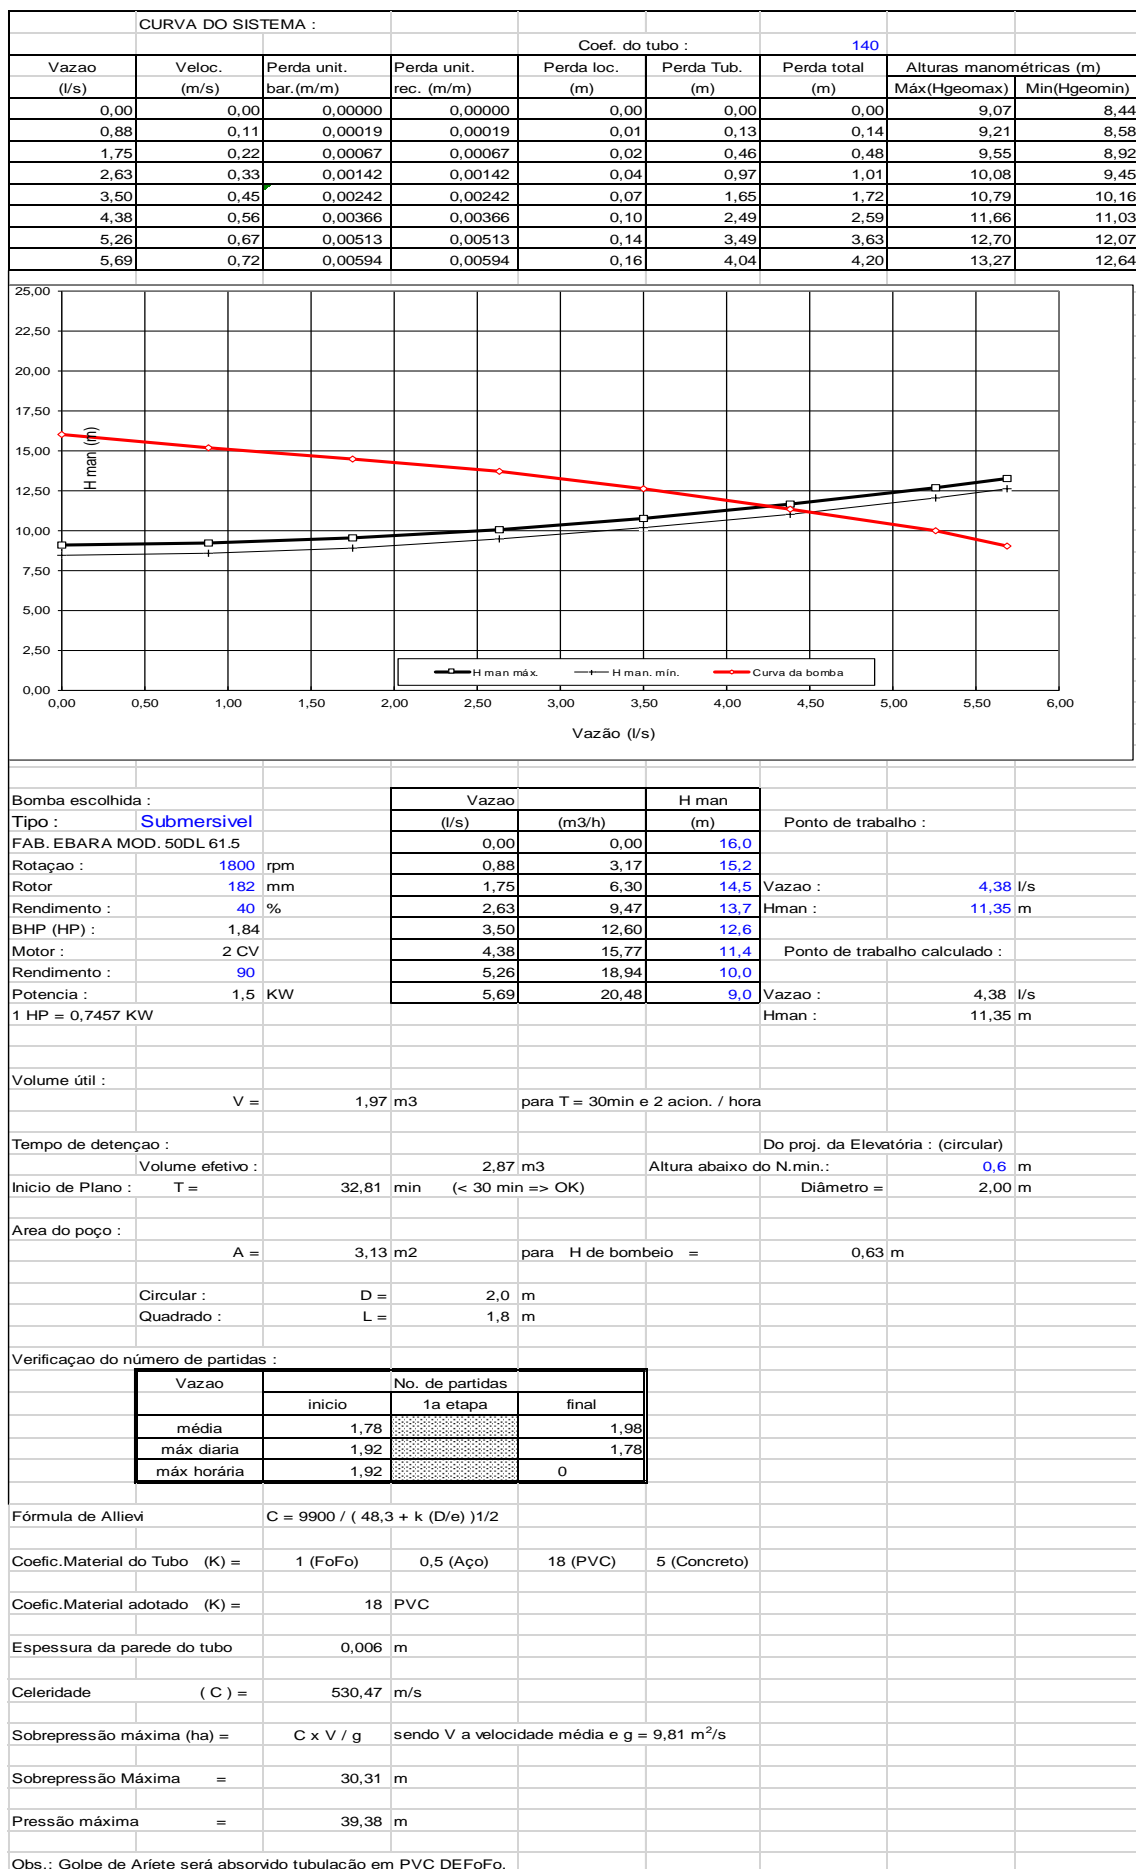 CURVA DO SISTEMA :
Coef. do tubo : 140
Vazao Veloc. Perda unit. Perda unit. Perda loc. Perda Tub. Perda total Alturas manométricas (m)
(l/s) (m/s) bar.(m/m) rec. (m/m) (m) (m) (m) Máx(Hgeomax) Min(Hgeomin)
0,00 0,00 0,00000 0,00000 0,00 0,00 0,00 9,07 8,44
0,88 0,11 0,00019 0,00019 0,01 0,13 0,14 9,21 8,58
1,75 0,22 0,00067 0,00067 0,02 0,46 0,48 9,55 8,92
2,63 0,33 0,00142 0,00142 0,04 0,97 1,01 10,08 9,45
3,50 0,45 0,00242 0,00242 0,07 1,65 1,72 10,79 10,16
4,38 0,56 0,00366 0,00366 0,10 2,49 2,59 11,66 11,03
5,26 0,67 0,00513 0,00513 0,14 3,49 3,63 12,70 12,07
5,69 0,72 0,00594 0,00594 0,16 4,04 4,20 13,27 12,64
25,00
22,50
20,00
17,50
15,00
12,50
10,00
7,50
5,00
2,50
0,00
H man (m)
H man máx. H man. mín. Curva da bomba
0,00 0,50 1,00 1,50 2,00 2,50 3,00 3,50 4,00 4,50 5,00 5,50 6,00
Vazão (l/s)
Bomba escolhida : Vazao H man
Tipo : Submersivel (l/s) (m3/h) (m) Ponto de trabalho :
FAB. EBARA MOD. 50DL 61.5 0,00 0,00 16,0
Rotaçao : 1800 rpm 0,88 3,17 15,2
Rotor 182 mm 1,75 6,30 14,5 Vazao : 4,38 l/s
Rendimento : 40 % 2,63 9,47 13,7 Hman : 11,35 m
BHP (HP) : 1,84 3,50 12,60 12,6
Motor : 2 CV 4,38 15,77 11,4 Ponto de trabalho calculado :
Rendimento : 90 5,26 18,94 10,0
Potencia : 1,5 KW 5,69 20,48 9,0 Vazao : 4,38 l/s
1 HP = 0,7457 KW Hman : 11,35 m
Volume útil :
V = 1,97 m3 para T = 30min e 2 acion. / hora
Tempo de detençao : Do proj. da Elevatória : (circular)
Volume efetivo : 2,87 m3 Altura abaixo do N.min.: 0,6 m
Inicio de Plano : T = 32,81 min (< 30 min => OK) Diâmetro = 2,00 m
Area do poço :
A = 3,13 m2 para H de bombeio = 0,63 m
Circular : D = 2,0 m
Quadrado : L = 1,8 m
Verificaçao do número de partidas :
Vazao No. de partidas
inicio 1a etapa final
média 1,78 1,98
máx diaria 1,92 1,78
máx horária 1,92 0
Fórmula de Allievi C = 9900 / ( 48,3 + k (D/e) )1/2
Coefic.Material do Tubo (K) = 1 (FoFo) 0,5 (Aço) 18 (PVC) 5 (Concreto)
Coefic.Material adotado (K) = 18 PVC
Espessura da parede do tubo 0,006 m
Celeridade ( C ) = 530,47 m/s
Sobrepressão máxima (ha) = C x V / g sendo V a velocidade média e g = 9,81 m²/s
Sobrepressão Máxima = 30,31 m
Pressão máxima = 39,38 m
Obs.: Golpe de Aríete será absorvido tubulação em PVC DEFoFo.